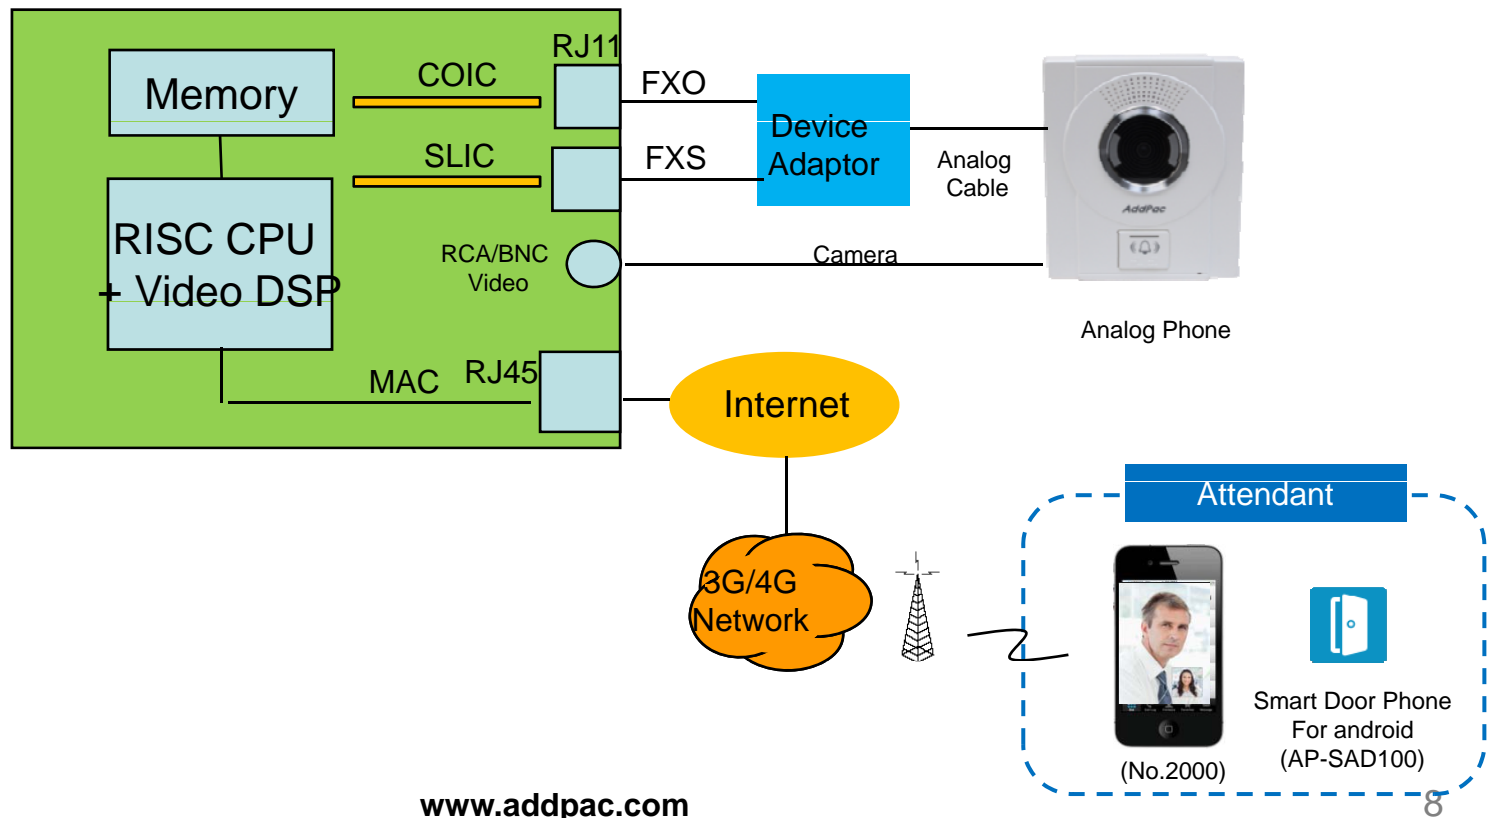 RJ11
COIC
FXO
Memory
Device
Adaptor
SLIC
FXS
Analog
Cable
AddPac
RISC CPU
+ Video DSP
RCA/BNC
Video
Camera
Analog Phone
MAC
RJ45
Internet
Attendant
3G/4G
Network
Smart Door Phone
For android
(AP-SAD100)
(No.2000)
www.addpac.com
8